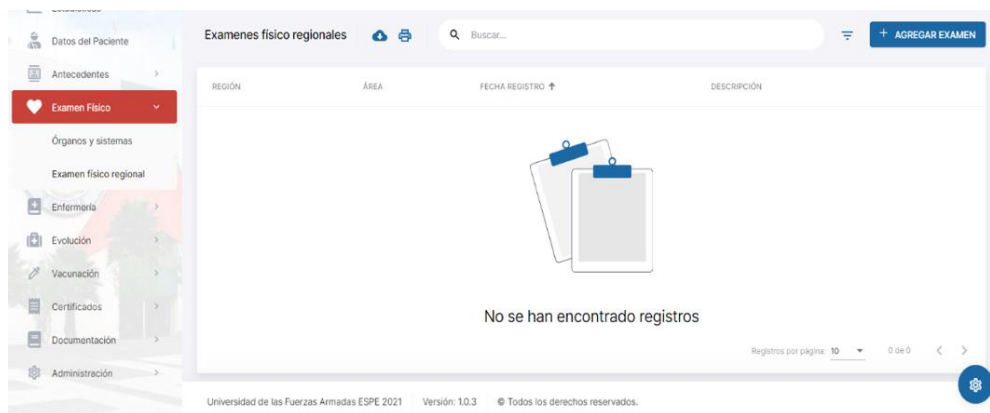 Datos del Paciente
Antecedentes
Examen Físico
Órganos y sistemas
Examen físico regional
Enfermería
Evolución
Vacunación
Certificados
Documentación
Administración
Examenes físico regionales
Buscar...
+ AGREGAR EXAMEN
REGIÓN ÁREA FECHA REGISTRO ↑ DESCRIPCIÓN
No se han encontrado registros
Registros por página: 10 0 de 0
Universidad de las Fuerzas Armadas ESPE 2021 Versión: 1.0.3 © Todos los derechos reservados.